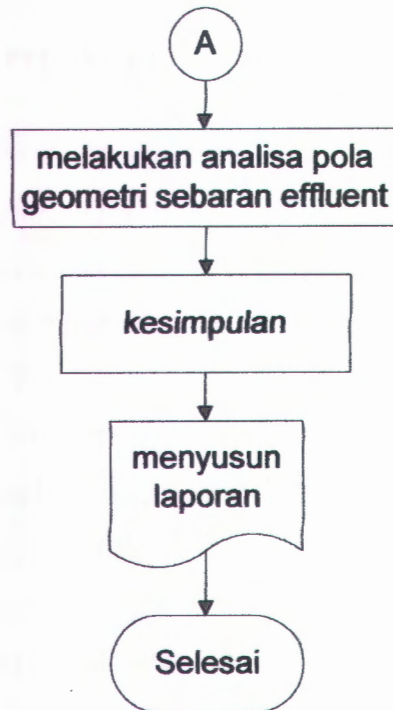 A
melakukan analisa pola
geometri sebaran effluent
kesimpulan
menyusun
laporan
Selesai